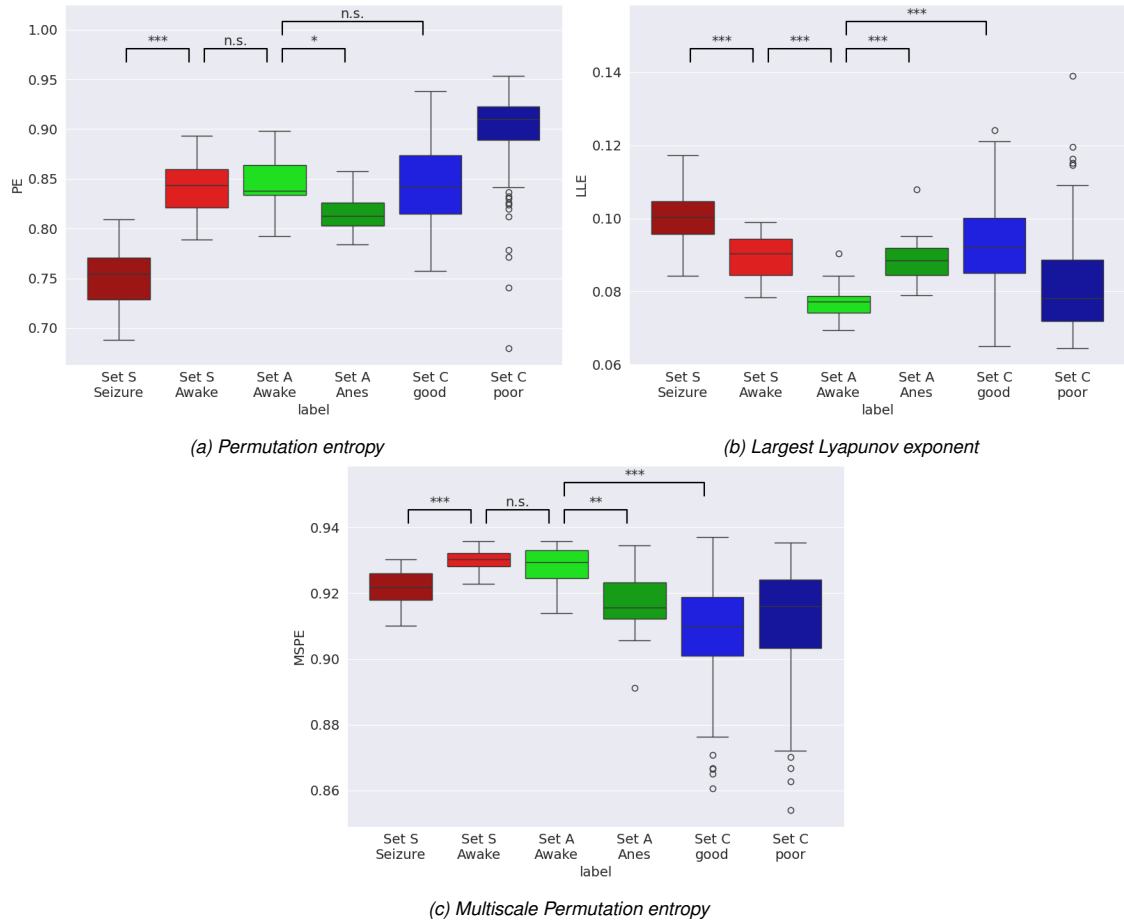 n.s.
***
n.s.
*
1.00
0.95
0.90
0.85
0.80
0.75
0.70
PE
Set S Set S Set A Set A Set C Set C
Seizure Awake Awake Anes good poor
label
(a) Permutation entropy
***
*** *** ***
0.14
0.12
0.10
0.08
0.06
LLE
Set S Set S Set A Set A Set C Set C
Seizure Awake Awake Anes good poor
label
(b) Largest Lyapunov exponent
***
*** n.s. **
0.94
0.92
0.90
0.88
0.86
MSPE
Set S Set S Set A Set A Set C Set C
Seizure Awake Awake Anes good poor
label
(c) Multiscale Permutation entropy